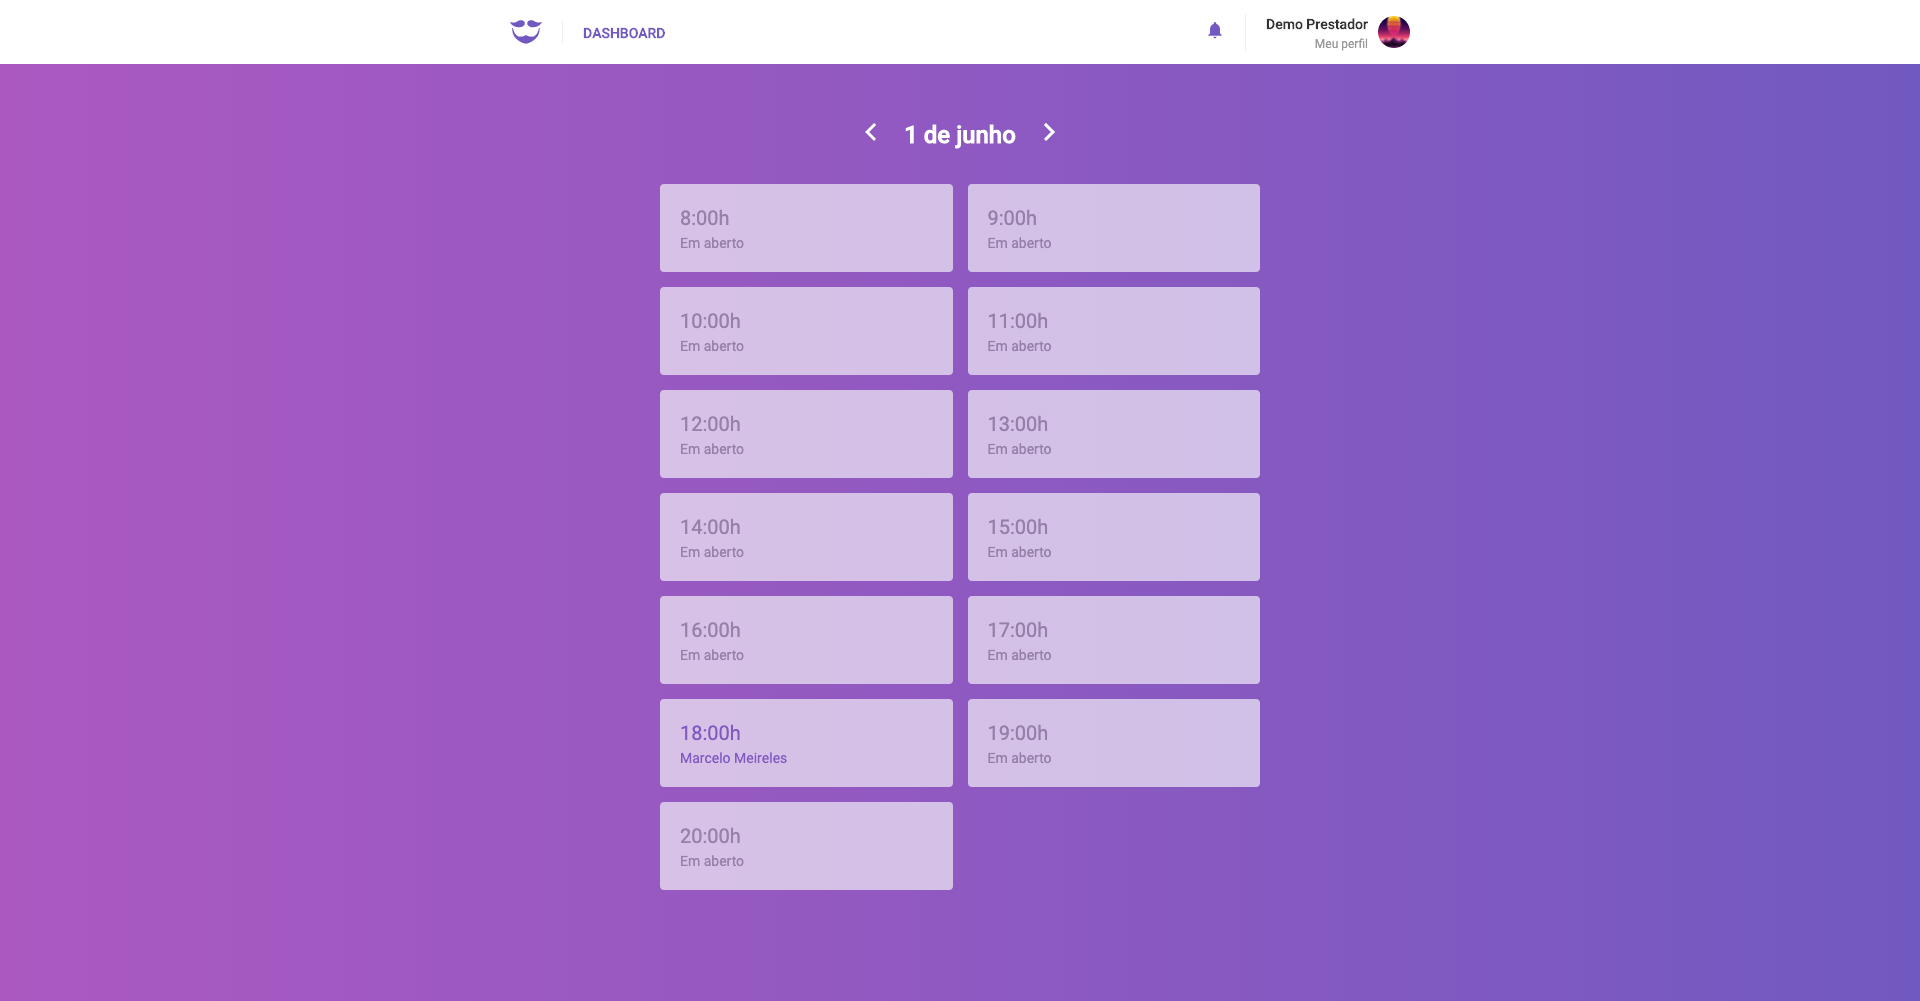 DASHBOARD
Demo Prestador
Meu perfil
1 de junho
8:00h
Em aberto
9:00h
Em aberto
10:00h
Em aberto
11:00h
Em aberto
12:00h
Em aberto
13:00h
Em aberto
14:00h
Em aberto
15:00h
Em aberto
16:00h
Em aberto
17:00h
Em aberto
18:00h
Marcelo Meireles
19:00h
Em aberto
20:00h
Em aberto